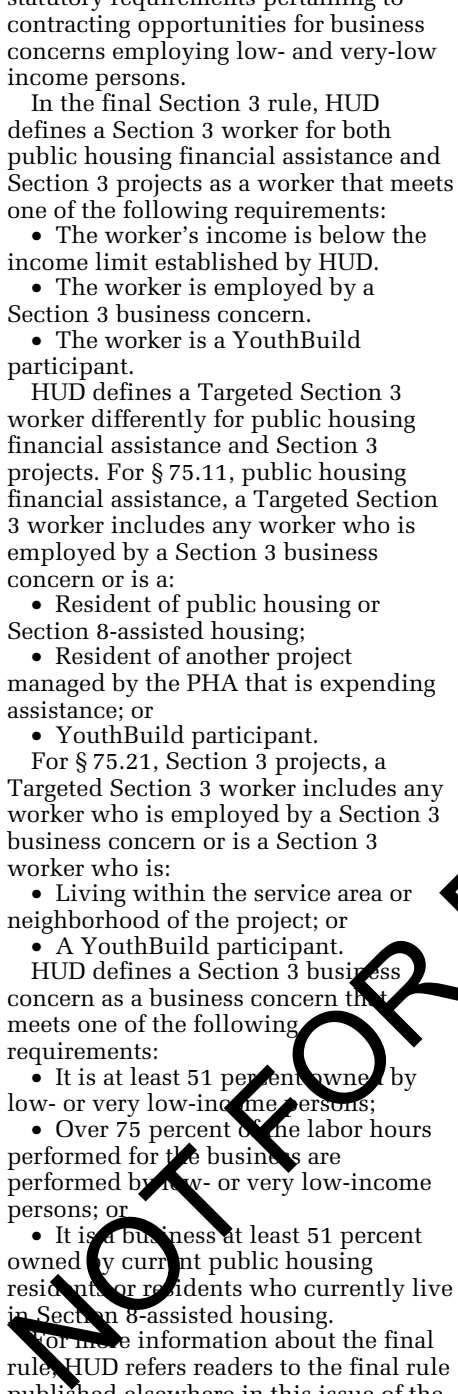 statutory requirements pertaining to
contracting opportunities for business
concerns employing low- and very-low
income persons.
In the final Section 3 rule, HUD
defines a Section 3 worker for both
public housing financial assistance and
Section 3 projects as a worker that meets
one of the following requirements:
• The worker's income is below the
income limit established by HUD.
• The worker is employed by a
Section 3 business concern.
• The worker is a YouthBuild
participant.
HUD defines a Targeted Section 3
worker differently for public housing
financial assistance and Section 3
projects. For § 75.11, public housing
financial assistance, a Targeted Section
3 worker includes any worker who is
employed by a Section 3 business
concern or is a:
• Resident of public housing or
Section 8-assisted housing;
• Resident of another project
managed by the PHA that is expending
assistance; or
• YouthBuild participant.
For § 75.21, Section 3 projects, a
Targeted Section 3 worker includes any
worker who is employed by a Section 3
business concern or is a Section 3
worker who is:
• Living within the service area or
neighborhood of the project; or
• A YouthBuild participant.
HUD defines a Section 3 business
concern as a business concern that
meets one of the following
requirements:
• It is at least 51 percent owned by
low- or very low-income persons;
• Over 75 percent of the labor hours
performed for the business are
performed by low- or very low-income
persons; or
• It is a business at least 51 percent
owned by current public housing
residents or residents who currently live
in Section 8-assisted housing.
For more information about the final
rule, HUD refers readers to the final rule
published elsewhere in this issue of the
NOT FOR